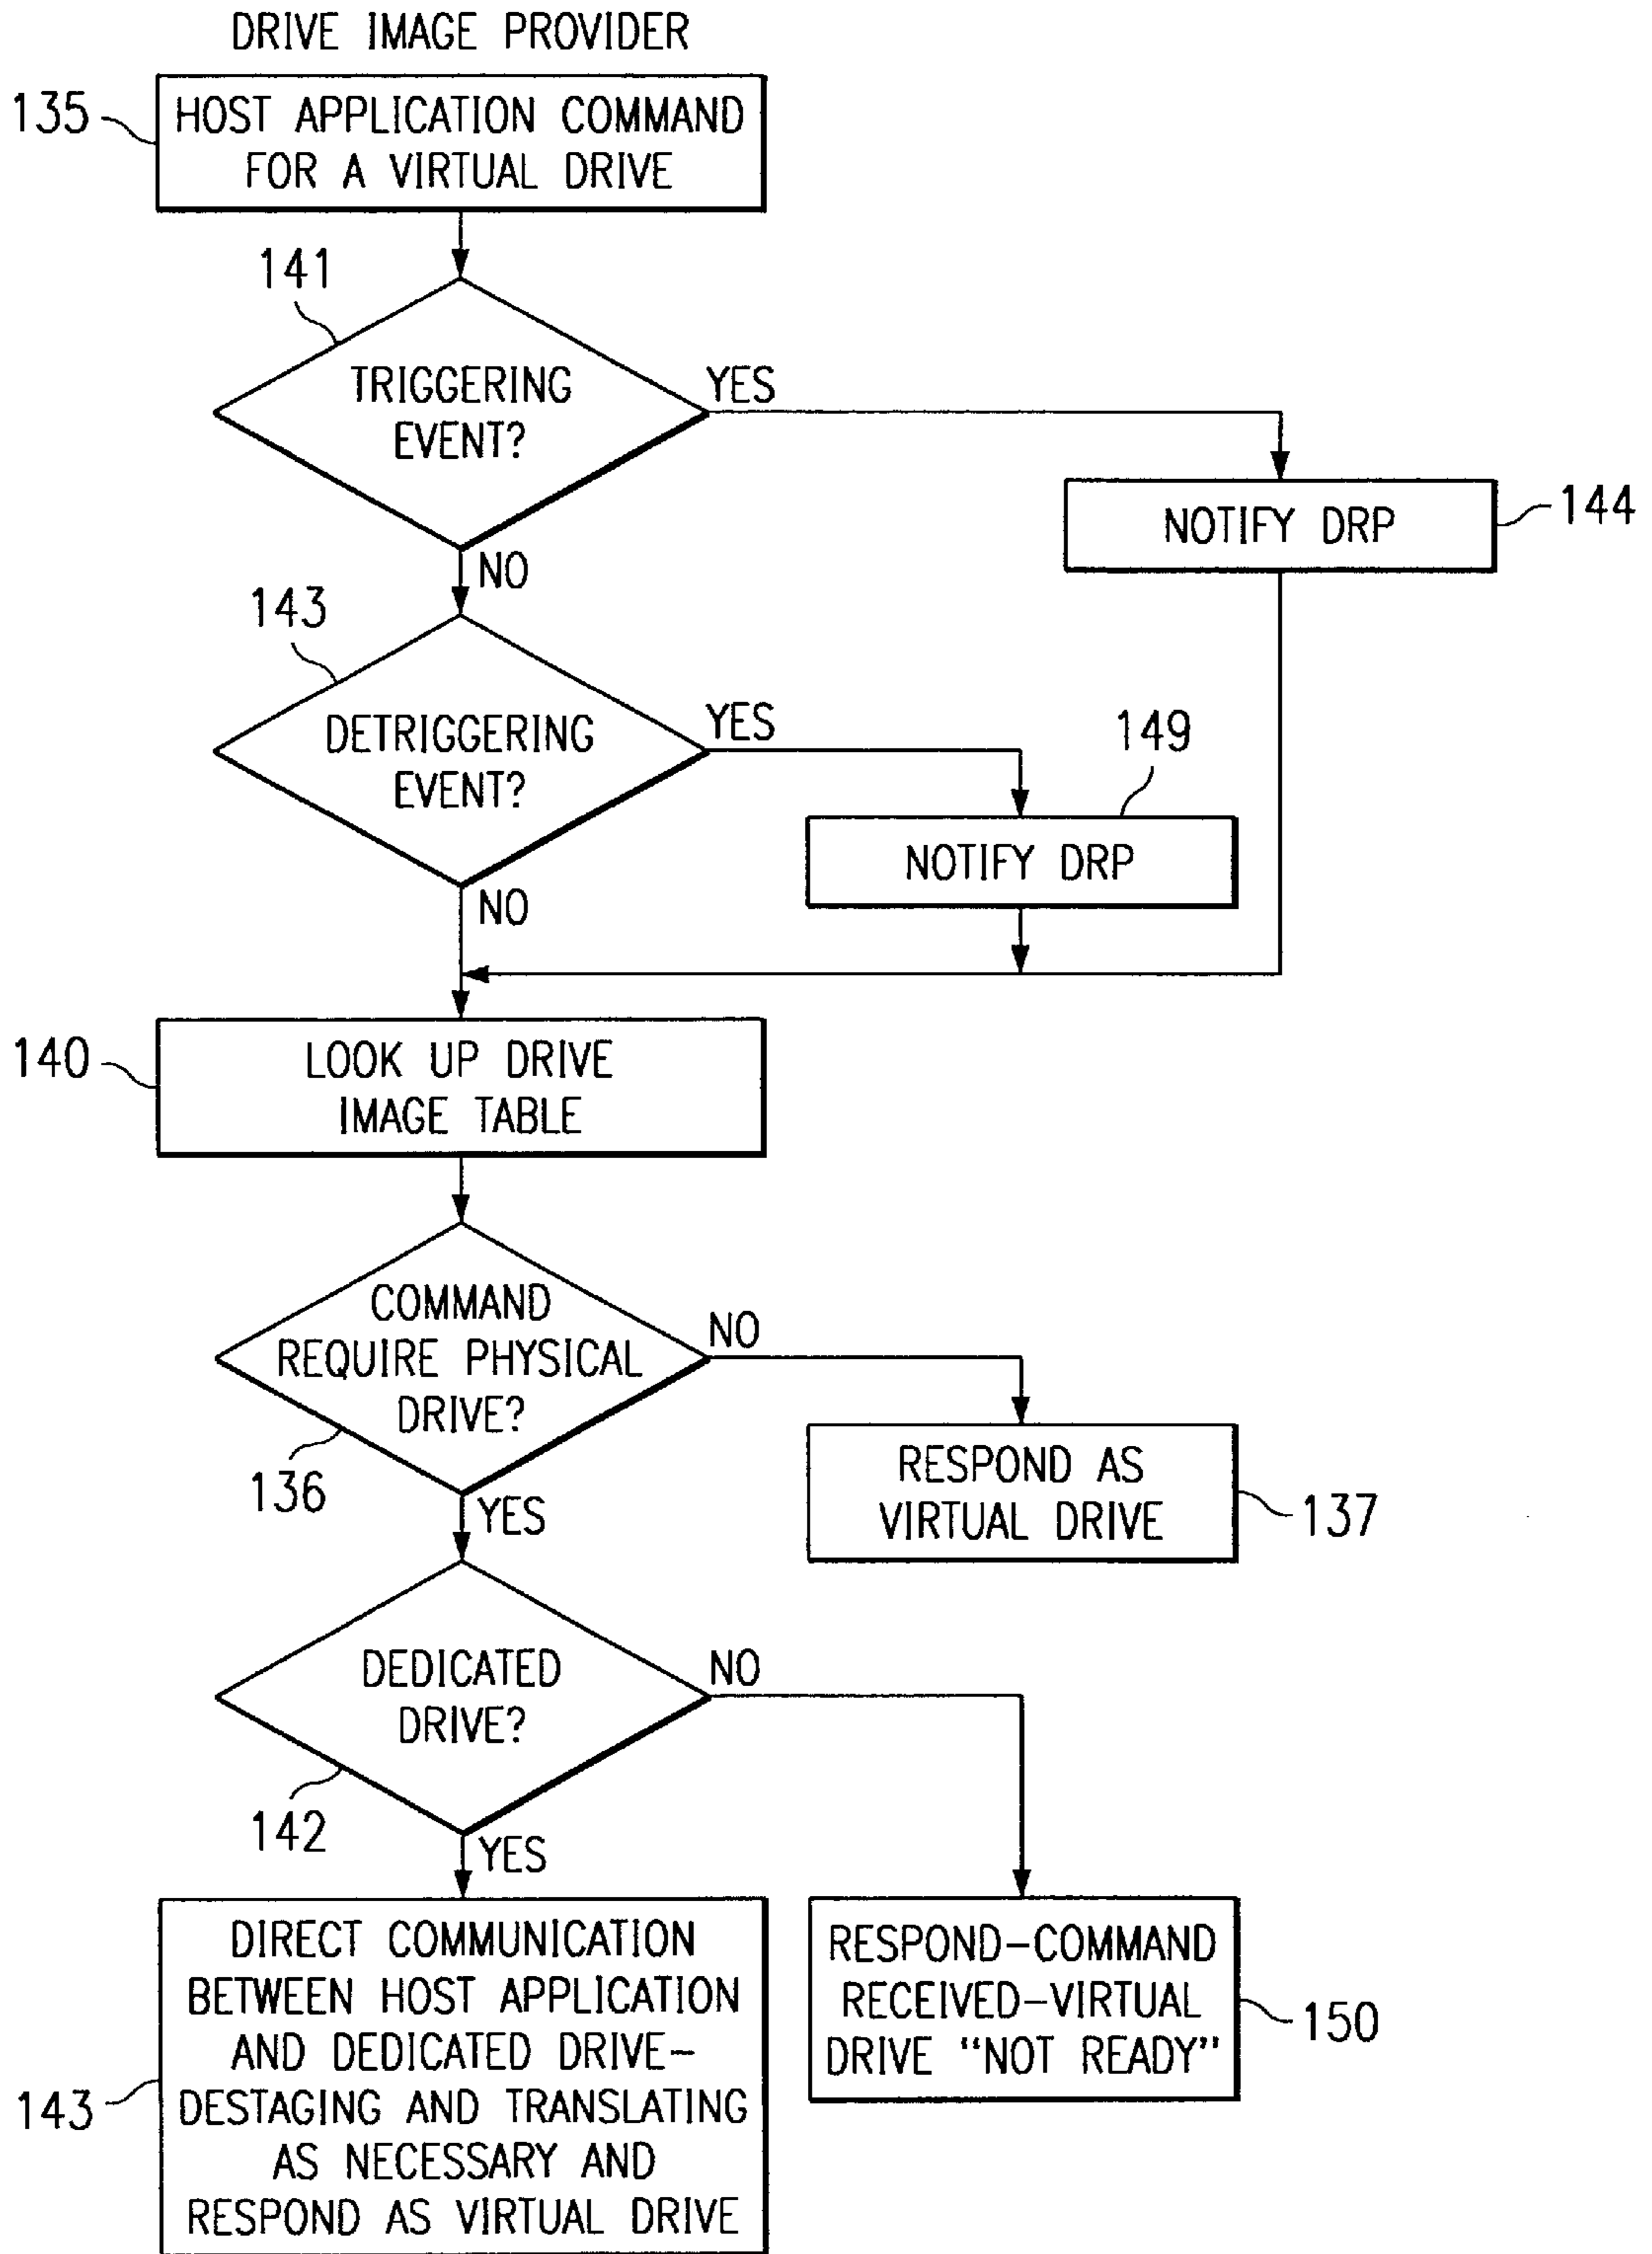 DRIVE IMAGE PROVIDER
135
HOST APPLICATION COMMAND
FOR A VIRTUAL DRIVE
141
TRIGGERING
EVENT?
YES
NO
NOTIFY DRP
144
143
DETRIGGERING
EVENT?
YES
NO
149
NOTIFY DRP
140
LOOK UP DRIVE
IMAGE TABLE
COMMAND
REQUIRE PHYSICAL
DRIVE?
NO
136
YES
RESPOND AS
VIRTUAL DRIVE
137
DEDICATED
DRIVE?
NO
142
YES
DIRECT COMMUNICATION
BETWEEN HOST APPLICATION
AND DEDICATED DRIVE-
DESTAGING AND TRANSLATING
AS NECESSARY AND
RESPOND AS VIRTUAL DRIVE
143
RESPOND-COMMAND
RECEIVED-VIRTUAL
DRIVE "NOT READY"
150